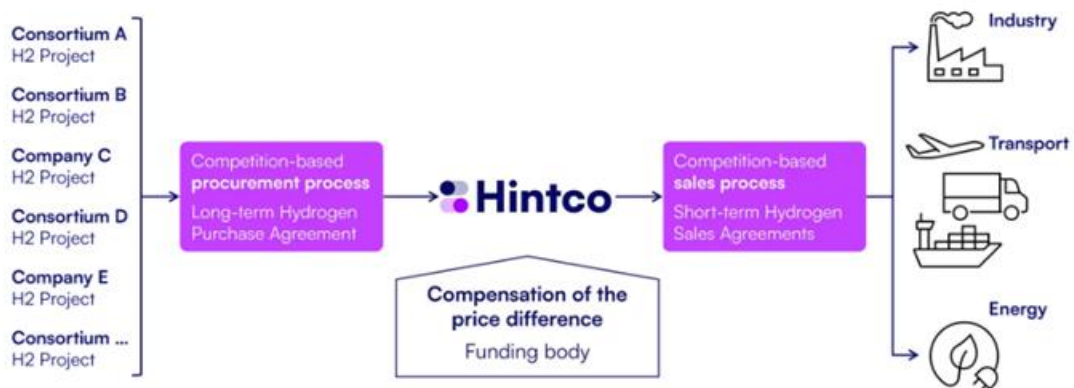 Consortium A
H2 Project
Consortium B
H2 Project
Company C
H2 Project
Consortium D
H2 Project
Company E
H2 Project
Consortium ...
H2 Project
Competition-based
procurement process
Long-term Hydrogen
Purchase Agreement
Hintco
Compensation of the
price difference
Funding body
Competition-based
sales process
Short-term Hydrogen
Sales Agreements
Industry
Transport
Energy